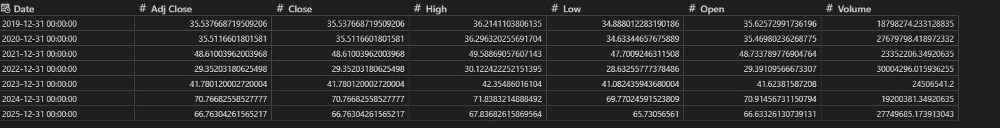 Date # Adj Close # Close # High # Low # Open # Volume
2019-12-31 00:00:00 35.537668719509206 35.537668719509206 36.2141103806135 34.888012283190186 35.62572991736196 18798274.233128835
2020-12-31 00:00:00 35.5116601801581 35.5116601801581 36.296320255691704 34.63344657675889 35.46980236268775 27679798.418972332
2021-12-31 00:00:00 48.61003962003968 48.61003962003968 49.58869057607143 47.7009246311508 48.733789776904764 23352206.34920635
2022-12-31 00:00:00 29.35203180625498 29.35203180625498 30.122422252151395 28.63255777378486 29.39109566673307 30004296.015936255
2023-12-31 00:00:00 41.780120002720004 41.780120002720004 42.35486016104 41.082435943680004 41.62381587208 24506541.2
2024-12-31 00:00:00 70.76682558527777 70.76682558527777 71.8383214888492 69.77024591523809 70.91456731150794 19200381.34920635
2025-12-31 00:00:00 66.76304261565217 66.76304261565217 67.83682615869564 65.73056561 66.63326130739131 27749685.173913043